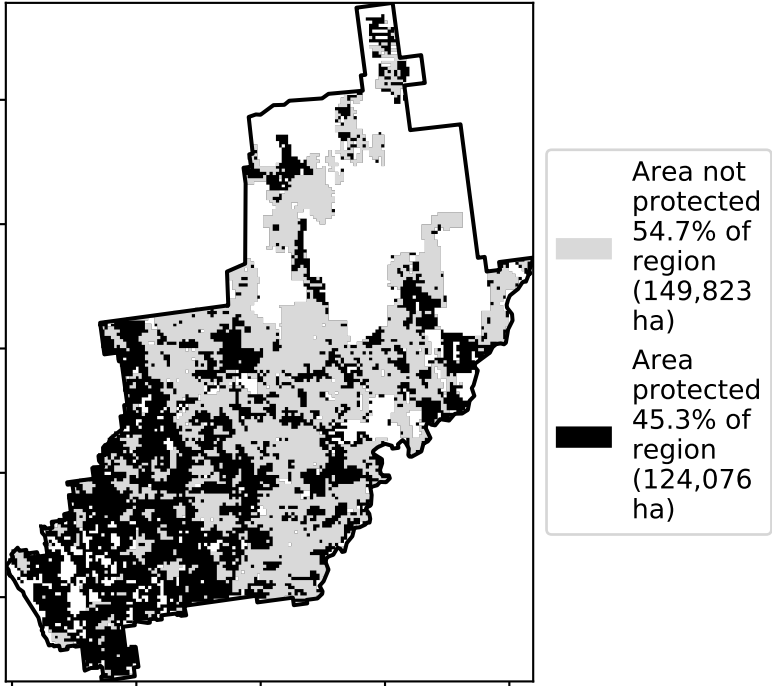 Area not
protected
54.7% of
region
(149,823
ha)
Area
protected
45.3% of
region
(124,076
ha)